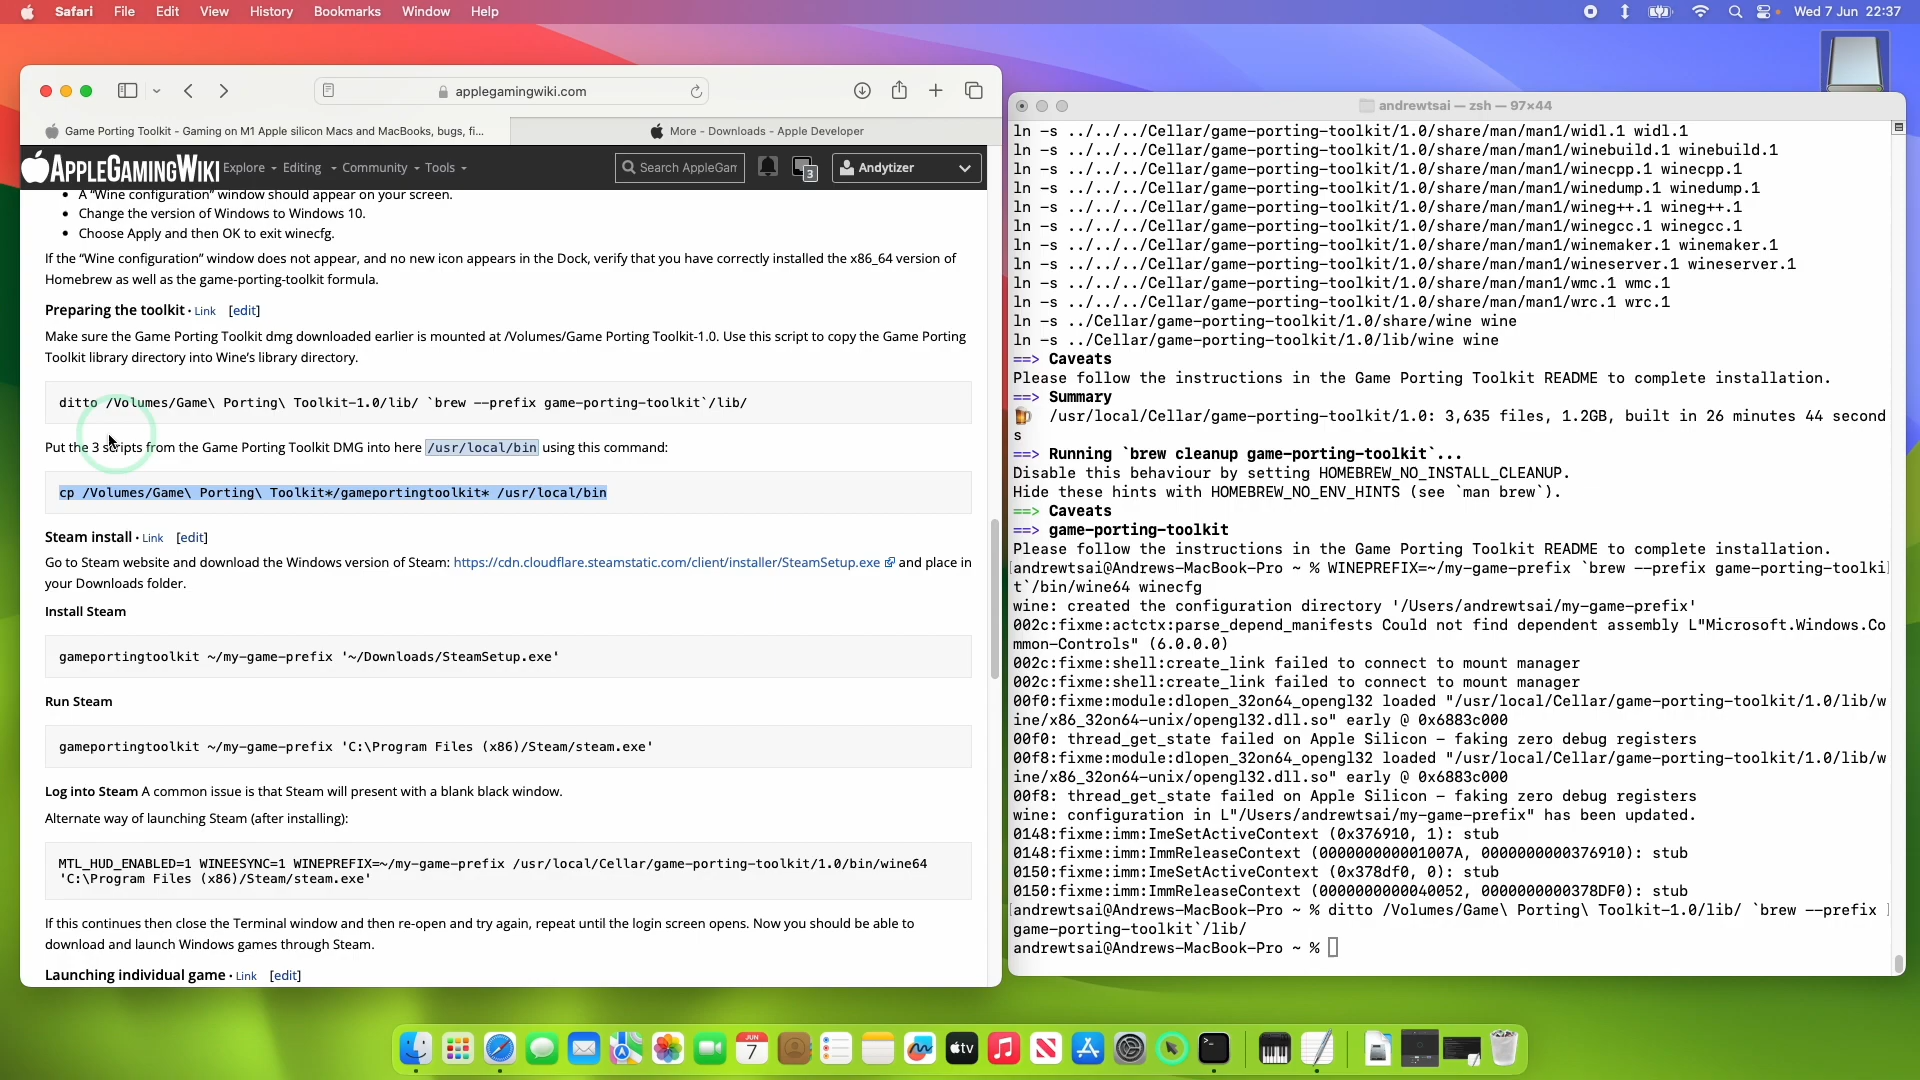 Safari File Edit View History Bookmarks Window Help
Wed 7 Jun 22:37
applegamingwiki.com
Game Porting Toolkit - Gaming on M1 Apple silicon Macs and MacBooks, bugs, fi...
More - Downloads - Apple Developer
APPLEGAMINGWIKI Explore Editing Community Tools
Search AppleGam
3
Andytizer
• A “Wine configuration” window should appear on your screen.
• Change the version of Windows to Windows 10.
• Choose Apply and then OK to exit winecfg.
If the “Wine configuration” window does not appear, and no new icon appears in the Dock, verify that you have correctly installed the x86_64 version of
Homebrew as well as the game-porting-toolkit formula.
Preparing the toolkit · Link [edit]
Make sure the Game Porting Toolkit dmg downloaded earlier is mounted at /Volumes/Game Porting Toolkit-1.0. Use this script to copy the Game Porting
Toolkit library directory into Wine's library directory.
ditto /Volumes/Game\ Porting\ Toolkit-1.0/lib/ `brew --prefix game-porting-toolkit`/lib/
Put the 3 scripts from the Game Porting Toolkit DMG into here /usr/local/bin using this command:
cp /Volumes/Game\ Porting\ Toolkit*/gameportingtoolkit* /usr/local/bin
Steam install · Link [edit]
Go to Steam website and download the Windows version of Steam: https://cdn.cloudflare.steamstatic.com/client/installer/SteamSetup.exe and place in
your Downloads folder.
Install Steam
gameportingtoolkit ~/my-game-prefix '~/Downloads/SteamSetup.exe'
Run Steam
gameportingtoolkit ~/my-game-prefix 'C:\Program Files (x86)/Steam/steam.exe'
Log into Steam A common issue is that Steam will present with a blank black window.
Alternate way of launching Steam (after installing):
MTL_HUD_ENABLED=1 WINEESYNC=1 WINEPREFIX=~/my-game-prefix /usr/local/Cellar/game-porting-toolkit/1.0/bin/wine64
'C:\Program Files (x86)/Steam/steam.exe'
If this continues then close the Terminal window and then re-open and try again, repeat until the login screen opens. Now you should be able to
download and launch Windows games through Steam.
Launching individual game · Link [edit]
andrewtsai — zsh — 97×44
ln -s ../../../Cellar/game-porting-toolkit/1.0/share/man/man1/widl.1 widl.1
ln -s ../../../Cellar/game-porting-toolkit/1.0/share/man/man1/winebuild.1 winebuild.1
ln -s ../../../Cellar/game-porting-toolkit/1.0/share/man/man1/winecpp.1 winecpp.1
ln -s ../../../Cellar/game-porting-toolkit/1.0/share/man/man1/winedump.1 winedump.1
ln -s ../../../Cellar/game-porting-toolkit/1.0/share/man/man1/wineg++.1 wineg++.1
ln -s ../../../Cellar/game-porting-toolkit/1.0/share/man/man1/winegcc.1 winegcc.1
ln -s ../../../Cellar/game-porting-toolkit/1.0/share/man/man1/winemaker.1 winemaker.1
ln -s ../../../Cellar/game-porting-toolkit/1.0/share/man/man1/wineserver.1 wineserver.1
ln -s ../../../Cellar/game-porting-toolkit/1.0/share/man/man1/wmc.1 wmc.1
ln -s ../../../Cellar/game-porting-toolkit/1.0/share/man/man1/wrc.1 wrc.1
ln -s ../Cellar/game-porting-toolkit/1.0/share/wine wine
ln -s ../Cellar/game-porting-toolkit/1.0/lib/wine wine
==> Caveats
Please follow the instructions in the Game Porting Toolkit README to complete installation.
==> Summary
🍺 /usr/local/Cellar/game-porting-toolkit/1.0: 3,635 files, 1.2GB, built in 26 minutes 44 second
s
==> Running `brew cleanup game-porting-toolkit`...
Disable this behaviour by setting HOMEBREW_NO_INSTALL_CLEANUP.
Hide these hints with HOMEBREW_NO_ENV_HINTS (see `man brew`).
==> Caveats
==> game-porting-toolkit
Please follow the instructions in the Game Porting Toolkit README to complete installation.
[andrewtsai@Andrews-MacBook-Pro ~ % WINEPREFIX=~/my-game-prefix `brew --prefix game-porting-toolki]
t`/bin/wine64 winecfg
wine: created the configuration directory '/Users/andrewtsai/my-game-prefix'
002c:fixme:actctx:parse_depend_manifests Could not find dependent assembly L"Microsoft.Windows.Co
mmon-Controls" (6.0.0.0)
002c:fixme:shell:create_link failed to connect to mount manager
002c:fixme:shell:create_link failed to connect to mount manager
00f0:fixme:module:dlopen_32on64_opengl32 loaded "/usr/local/Cellar/game-porting-toolkit/1.0/lib/w
ine/x86_32on64-unix/opengl32.dll.so" early @ 0x6883c000
00f0: thread_get_state failed on Apple Silicon - faking zero debug registers
00f8:fixme:module:dlopen_32on64_opengl32 loaded "/usr/local/Cellar/game-porting-toolkit/1.0/lib/w
ine/x86_32on64-unix/opengl32.dll.so" early @ 0x6883c000
00f8: thread_get_state failed on Apple Silicon - faking zero debug registers
wine: configuration in L"/Users/andrewtsai/my-game-prefix" has been updated.
0148:fixme:imm:ImeSetActiveContext (0x376910, 1): stub
0148:fixme:imm:ImmReleaseContext (000000000001007A, 0000000000376910): stub
0150:fixme:imm:ImeSetActiveContext (0x378df0, 0): stub
0150:fixme:imm:ImmReleaseContext (0000000000040052, 0000000000378DF0): stub
[andrewtsai@Andrews-MacBook-Pro ~ % ditto /Volumes/Game\ Porting\ Toolkit-1.0/lib/ `brew --prefix ]
game-porting-toolkit`/lib/
andrewtsai@Andrews-MacBook-Pro ~ %
JUN
7
tv